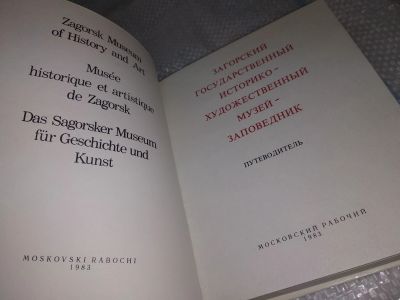 Zagorsk Museum
of History and Art
Musée
historique et artistique
de Zagorsk
Das Sagorsker Museum
für Geschichte und
Kunst
MOSKOVSKI RABOCHI
1983
ЗАГОРСКИЙ
ГОСУДАРСТВЕННЫЙ
ИСТОРИКО-
ХУДОЖЕСТВЕННЫЙ
МУЗЕЙ-
ЗАПОВЕДНИК
ПУТЕВОДИТЕЛЬ
МОСКОВСКИЙ РАБОЧИЙ
1983